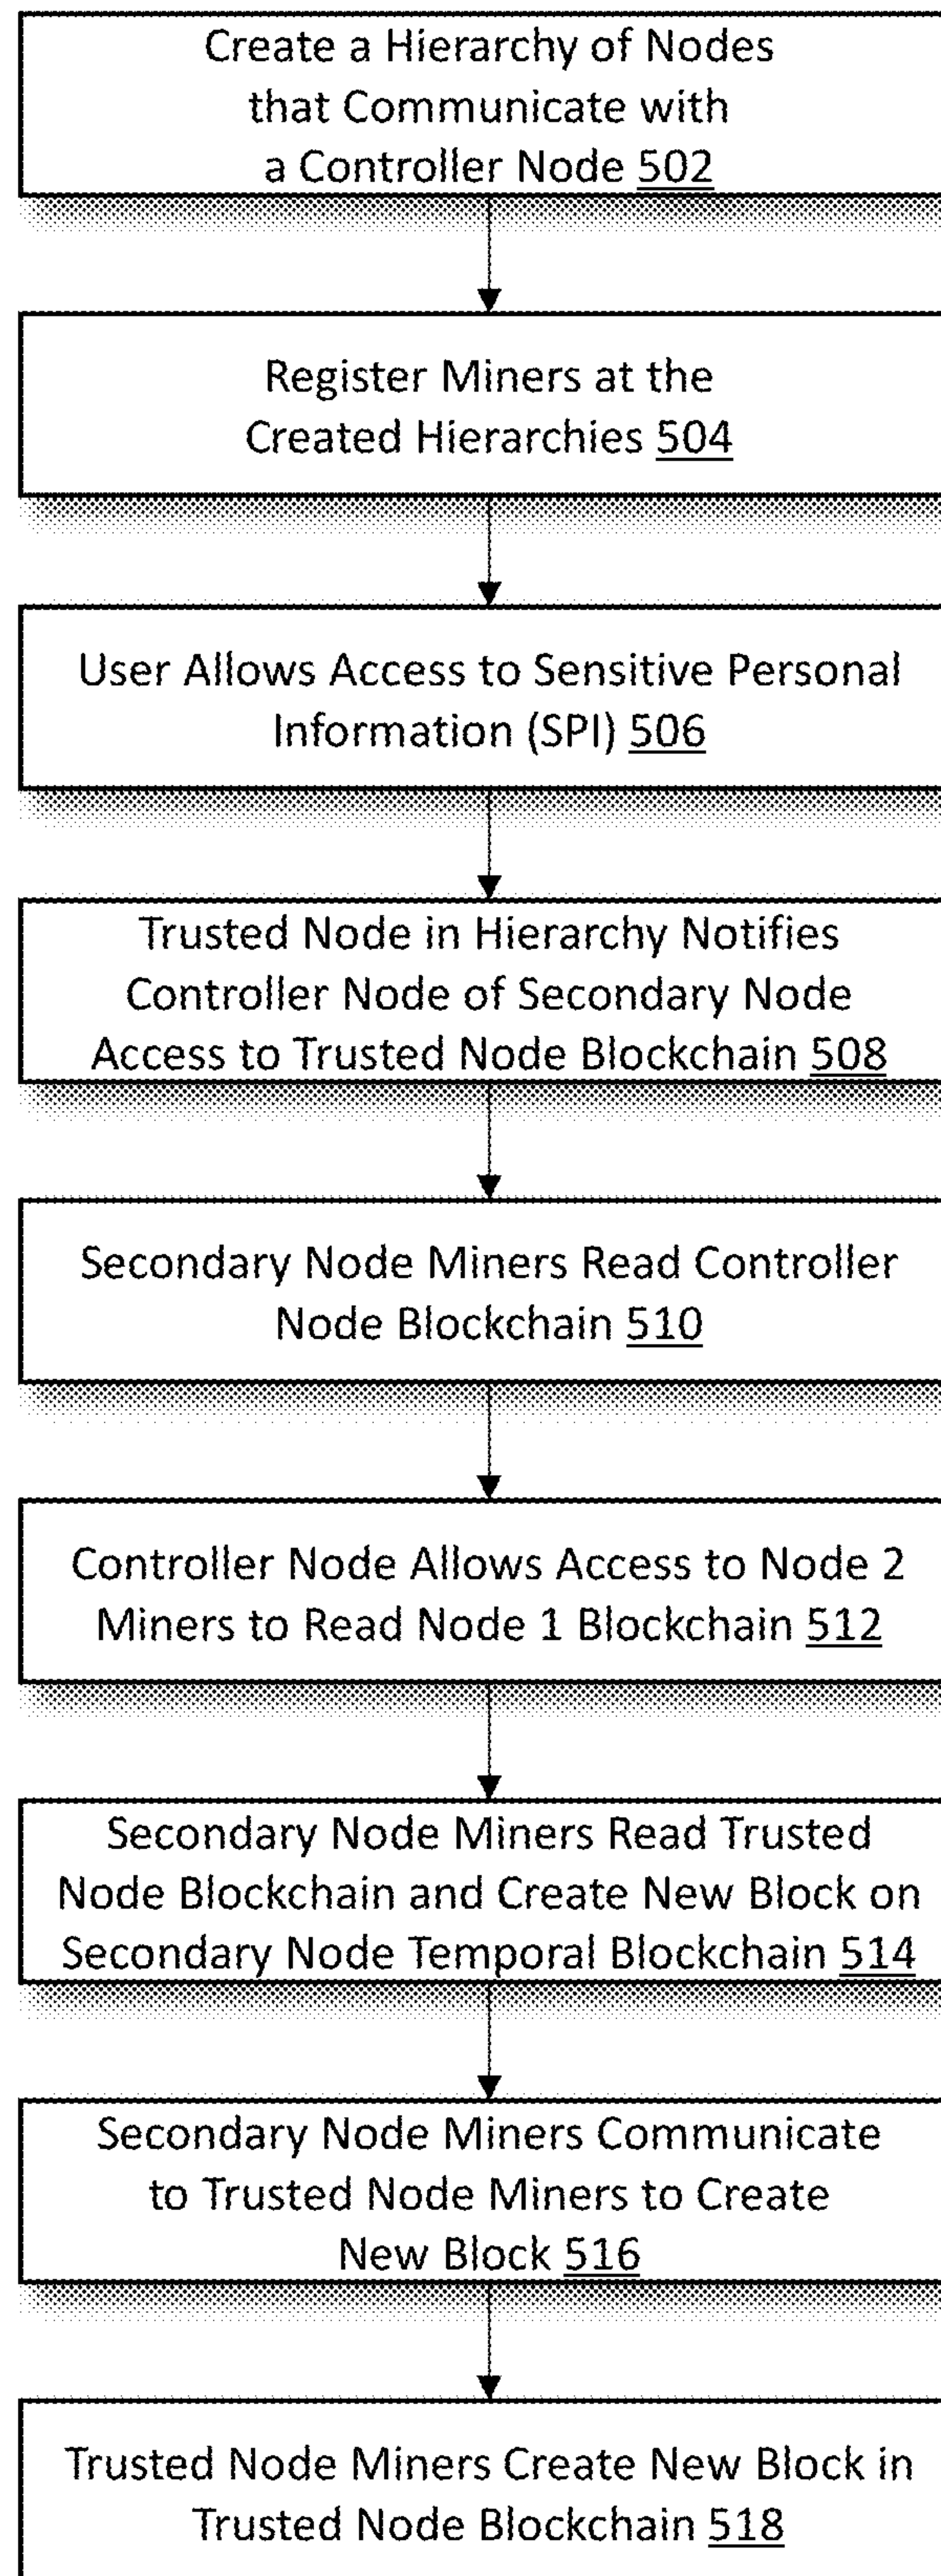 Create a Hierarchy of Nodes
that Communicate with
a Controller Node 502
Register Miners at the
Created Hierarchies 504
User Allows Access to Sensitive Personal
Information (SPI) 506
Trusted Node in Hierarchy Notifies
Controller Node of Secondary Node
Access to Trusted Node Blockchain 508
Secondary Node Miners Read Controller
Node Blockchain 510
Controller Node Allows Access to Node 2
Miners to Read Node 1 Blockchain 512
Secondary Node Miners Read Trusted
Node Blockchain and Create New Block on
Secondary Node Temporal Blockchain 514
Secondary Node Miners Communicate
to Trusted Node Miners to Create
New Block 516
Trusted Node Miners Create New Block in
Trusted Node Blockchain 518